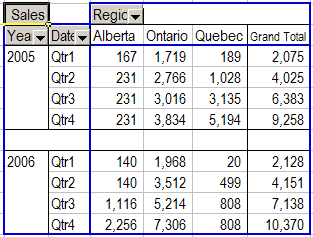 Sales Regic
Yea Date Alberta Ontario Quebec Grand Total
2005 Qtr1 167 1,719 189 2,075
Qtr2 231 2,766 1,028 4,025
Qtr3 231 3,016 3,135 6,383
Qtr4 231 3,834 5,194 9,258
2006 Qtr1 140 1,968 20 2,128
Qtr2 140 3,512 499 4,151
Qtr3 1,116 5,214 808 7,138
Qtr4 2,256 7,306 808 10,370